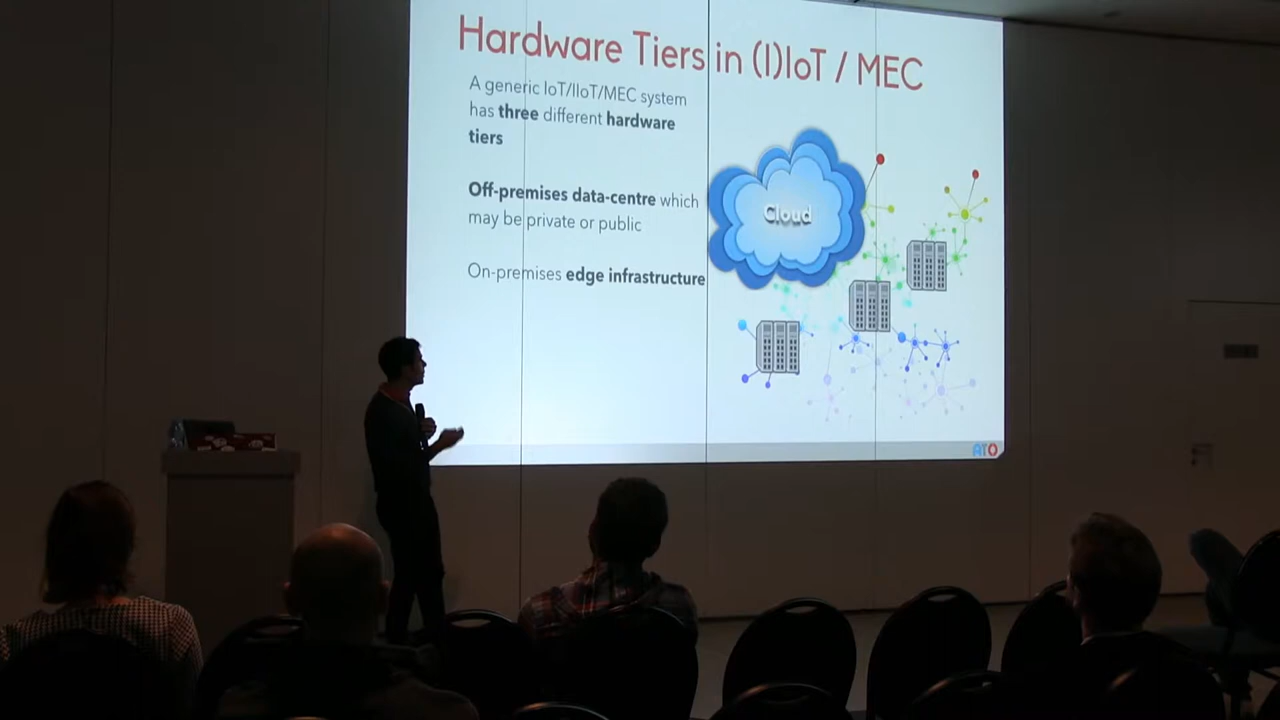 Hardware Tiers in (I)IoT / MEC
A generic IoT/IIoT/MEC system
has three different hardware
tiers
Off-premises data-centre which
may be private or public
On-premises edge infrastructure
Cloud
ATO